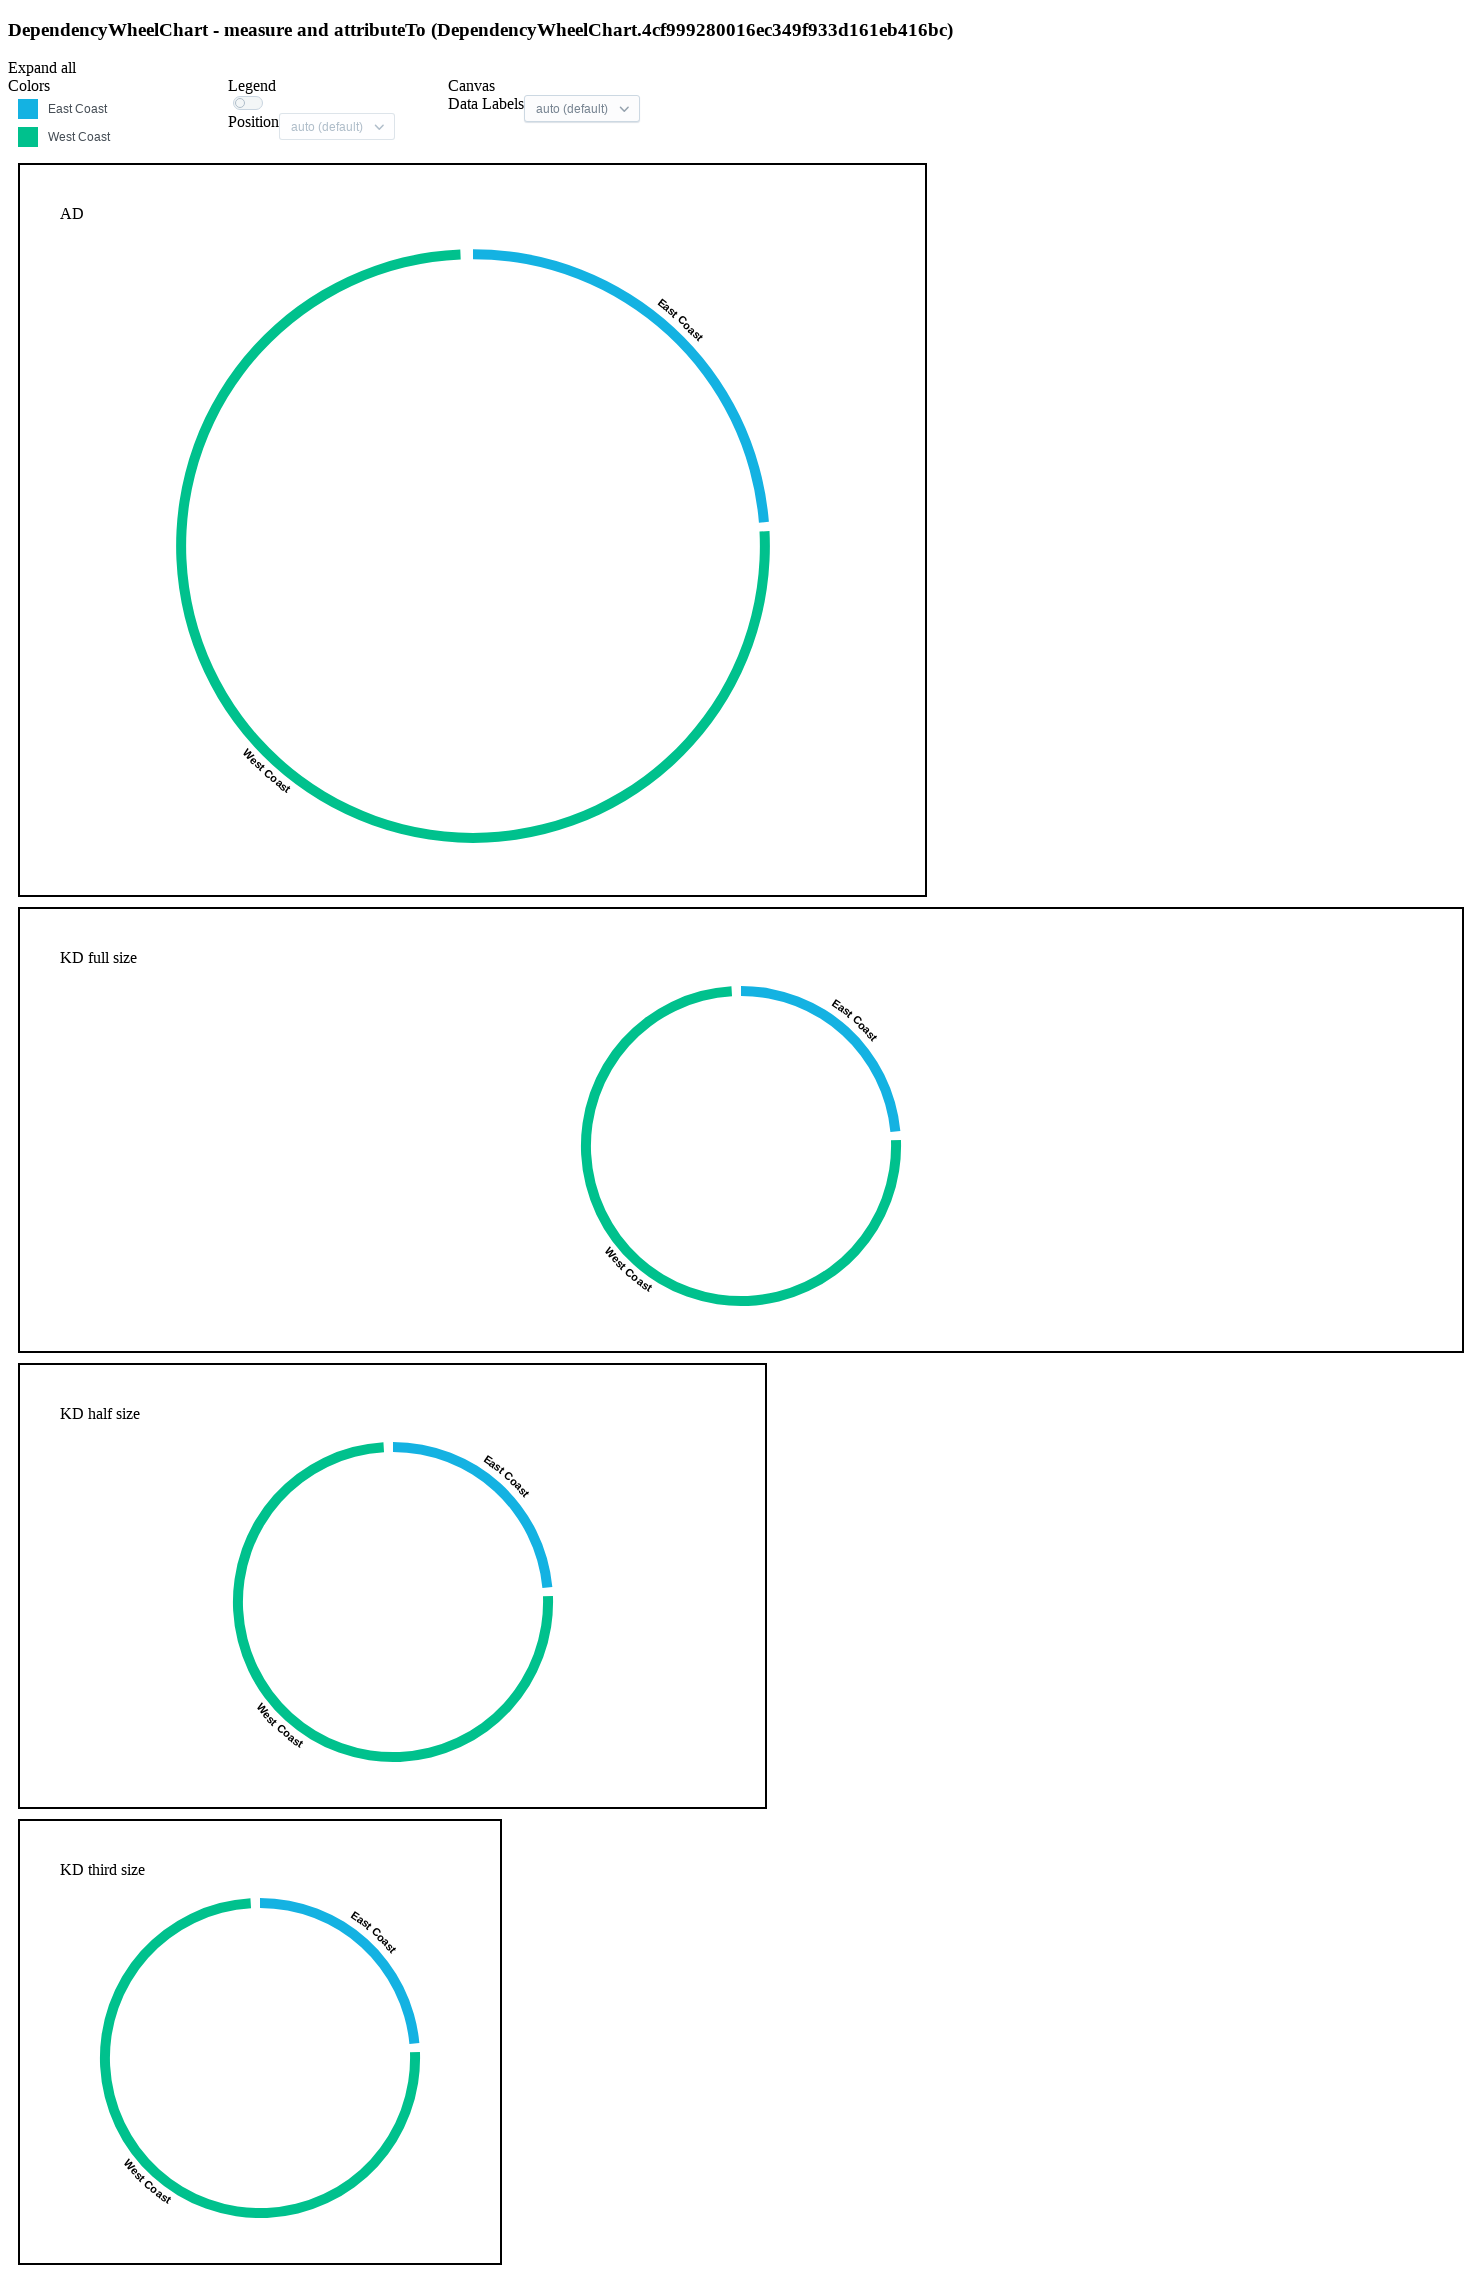 DependencyWheelChart - measure and attributeTo (DependencyWheelChart.4cf999280016ec349f933d161eb416bc)
Expand all
Colors
East Coast
West Coast
Legend
Position auto (default)
Canvas
Data Labels auto (default)
AD
East Coast
West Coast
KD full size
East Coast
West Coast
KD half size
East Coast
West Coast
KD third size
East Coast
West Coast